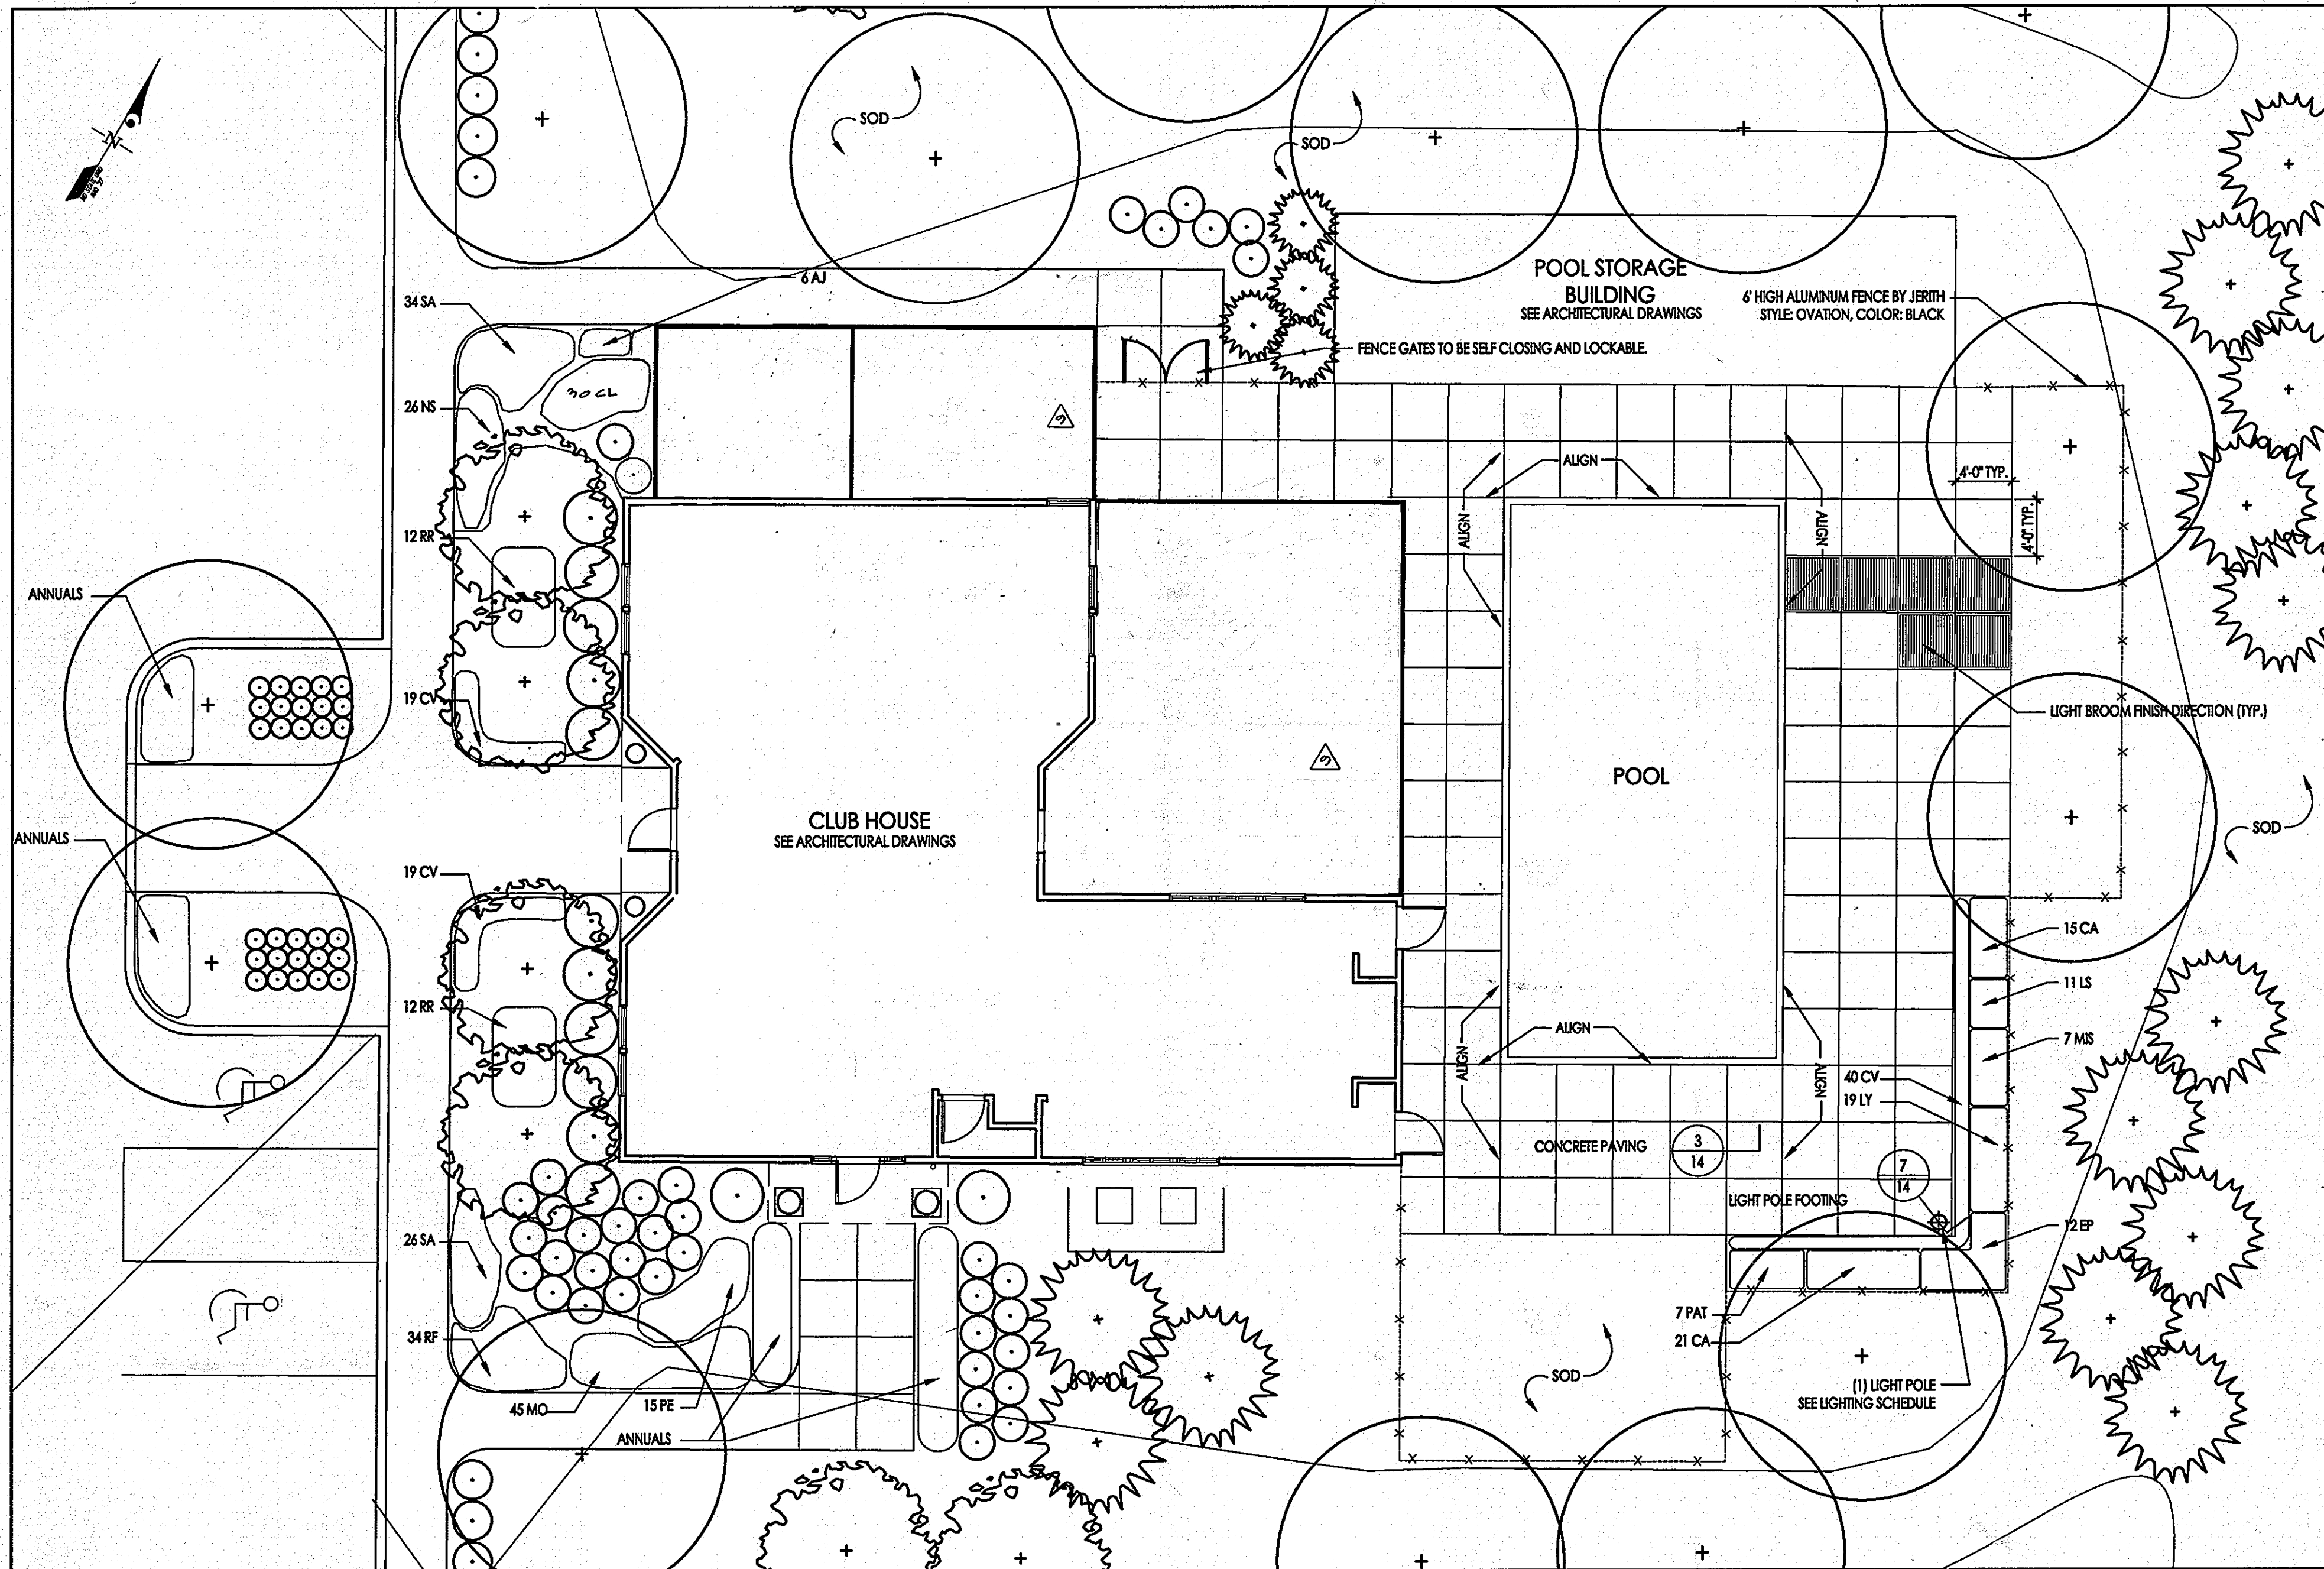 N
SOD
SOD
6 AJ
34 SA
30 CL
26 NS
12 RR
19 CV
ANNUALS
ANNUALS
19 CV
12 RR
26 SA
34 RF
45 MO
15 PE
ANNUALS
POOL STORAGE
BUILDING
SEE ARCHITECTURAL DRAWINGS
6' HIGH ALUMINUM FENCE BY JERITH
STYLE: OVATION, COLOR: BLACK
FENCE GATES TO BE SELF CLOSING AND LOCKABLE.
ALIGN
ALIGN
ALIGN
4'-0" TYP.
4'-0" TYP.
LIGHT BROOM FINISH DIRECTION (TYP.)
CLUB HOUSE
SEE ARCHITECTURAL DRAWINGS
POOL
SOD
15 CA
11 LS
7 MIS
40 CV
19 LY
ALIGN
ALIGN
ALIGN
CONCRETE PAVING
3
14
7
14
LIGHT POLE FOOTING
12 EP
7 PAT
21 CA
SOD
(1) LIGHT POLE
SEE LIGHTING SCHEDULE